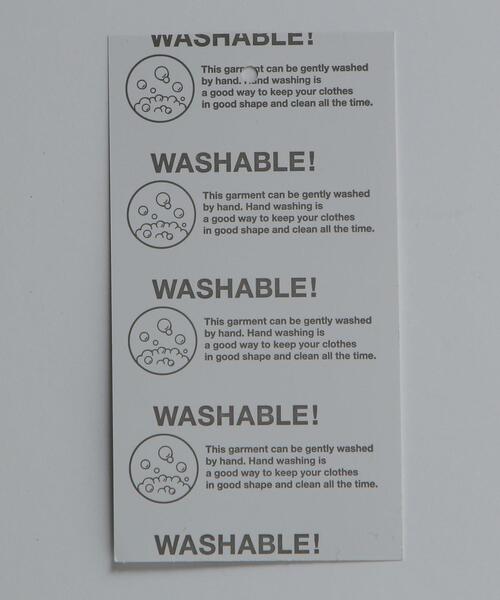 WASHABLE!
This garment can be gently washed
by hand. Hand washing is
a good way to keep your clothes
in good shape and clean all the time.
WASHABLE!
This garment can be gently washed
by hand. Hand washing is
a good way to keep your clothes
in good shape and clean all the time.
WASHABLE!
This garment can be gently washed
by hand. Hand washing is
a good way to keep your clothes
in good shape and clean all the time.
WASHABLE!
This garment can be gently washed
by hand. Hand washing is
a good way to keep your clothes
in good shape and clean all the time.
WASHABLE!